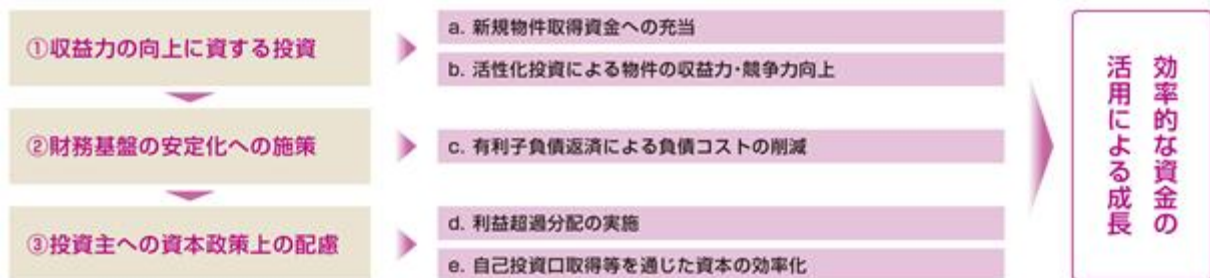 ①収益力の向上に資する投資
a. 新規物件取得資金への充当
b. 活性化投資による物件の収益力・競争力向上
②財務基盤の安定化への施策
c. 有利子負債返済による負債コストの削減
③投資主への資本政策上の配慮
d. 利益超過分配の実施
e. 自己投資口取得等を通じた資本の効率化
効率的な資金の
活用による成長